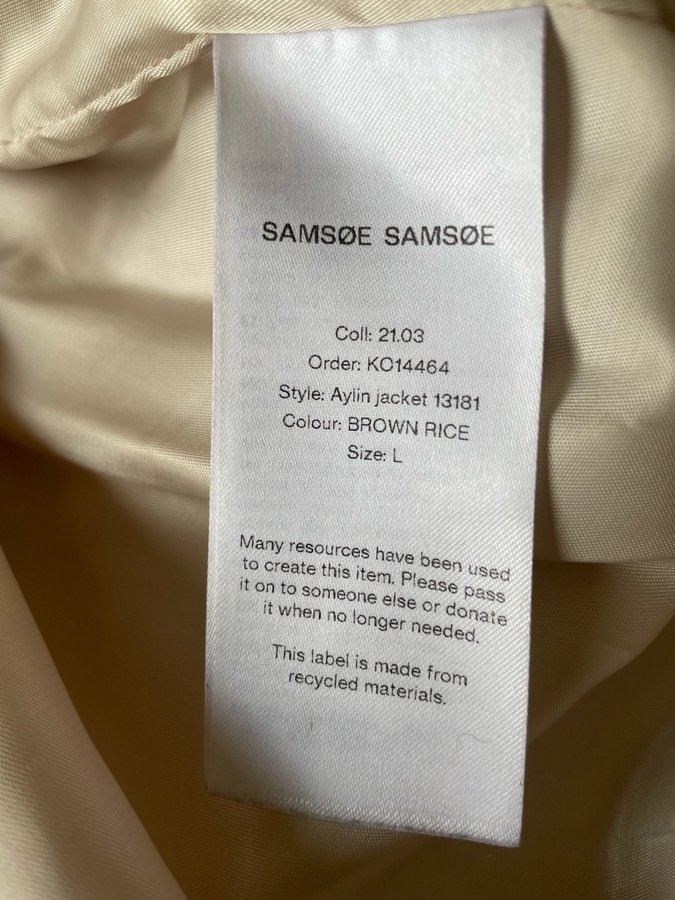 SAMSØE SAMSØE
Coll: 21.03
Order: KO14464
Style: Aylin jacket 13181
Colour: BROWN RICE
Size: L
Many resources have been used
to create this item. Please pass
it on to someone else or donate
it when no longer needed.
This label is made from
recycled materials.